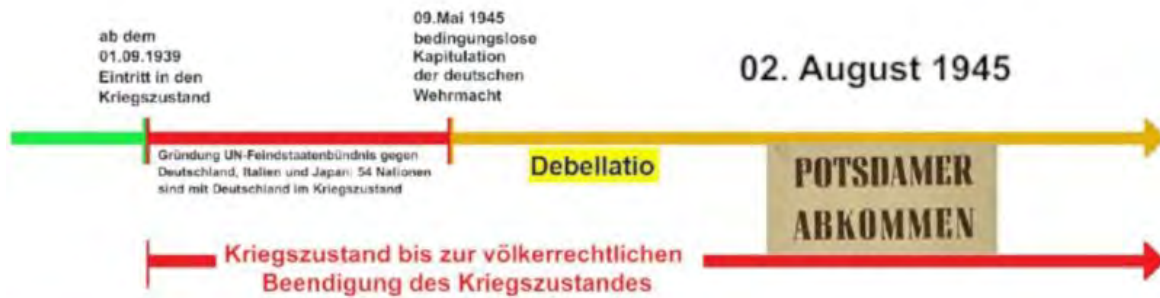 ab dem
01.09.1939
Eintritt in den
Kriegszustand
09.Mai 1945
bedingungslose
Kapitulation
der deutschen
Wehrmacht
02. August 1945
Gründung UN-Feindstaatenbündnis gegen
Deutschland, Italien und Japan: 54 Nationen
sind mit Deutschland im Kriegszustand
Debellatio
POTSDAMER
ABKOMMEN
Kriegszustand bis zur völkerrechtlichen
Beendigung des Kriegszustandes